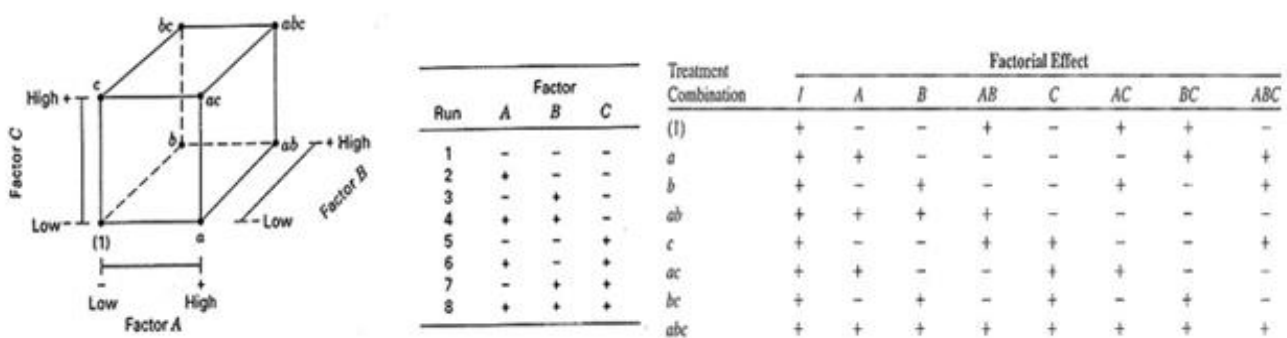 bc abc
c ac
High +
Factor C
b ab
+ High
Factor B
Low - - Low
(1) a
- +
Low High
Factor A
Factor
Run A B C
1 - - -
2 + - -
3 - + -
4 + + -
5 - - +
6 + - +
7 - + +
8 + + +
Factorial Effect
Treatment
Combination I A B AB C AC BC ABC
(1) + - - + - + + -
a + + - - - - + +
b + - + - - + - +
ab + + + + - - - -
c + - - + + - - +
ac + + - - + + - -
bc + - + - + - + -
abc + + + + + + + +